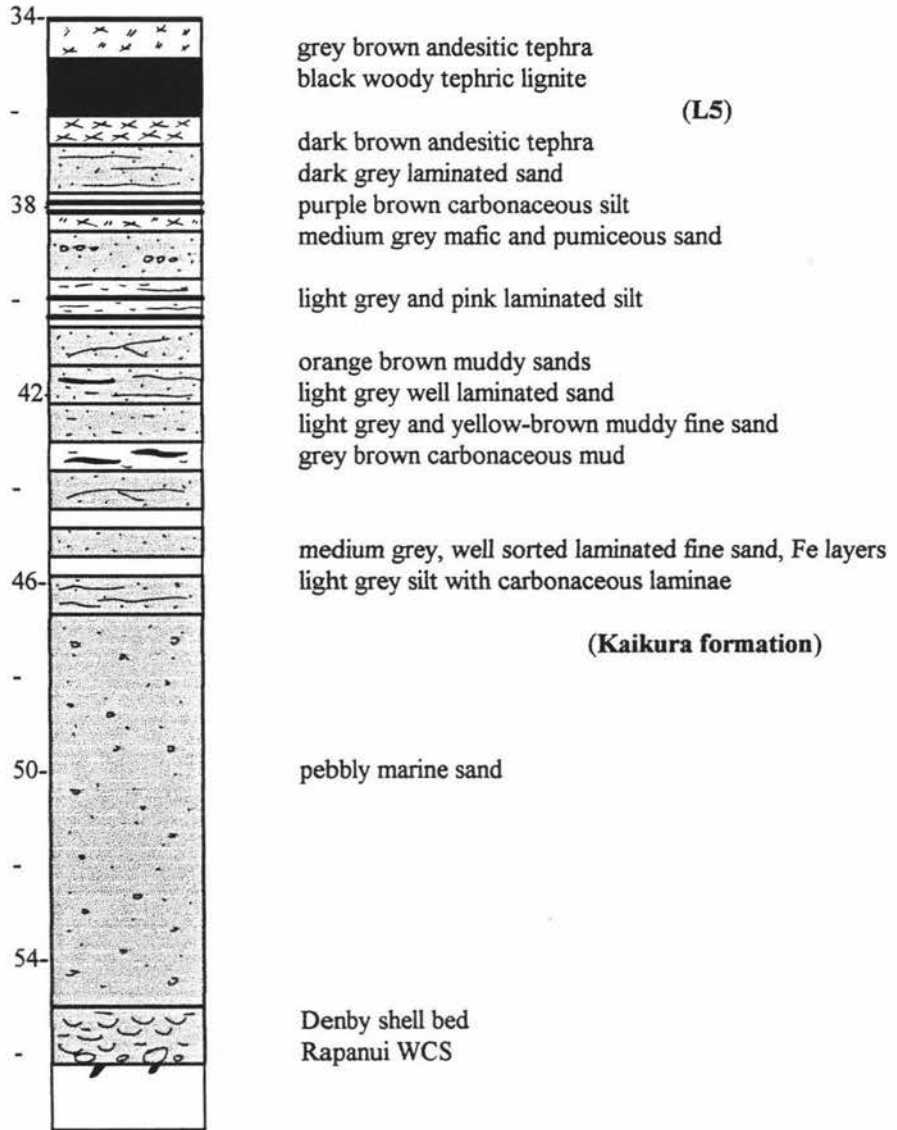 34-
grey brown andesitic tephra
black woody tephric lignite
-
(L5)
dark brown andesitic tephra
dark grey laminated sand
38
purple brown carbonaceous silt
medium grey mafic and pumiceous sand
-
light grey and pink laminated silt
orange brown muddy sands
42-
light grey well laminated sand
light grey and yellow-brown muddy fine sand
grey brown carbonaceous mud
-
medium grey, well sorted laminated fine sand, Fe layers
46-
light grey silt with carbonaceous laminae
(Kaikura formation)
-
50-
pebbly marine sand
-
54-
Denby shell bed
-
Rapanui WCS